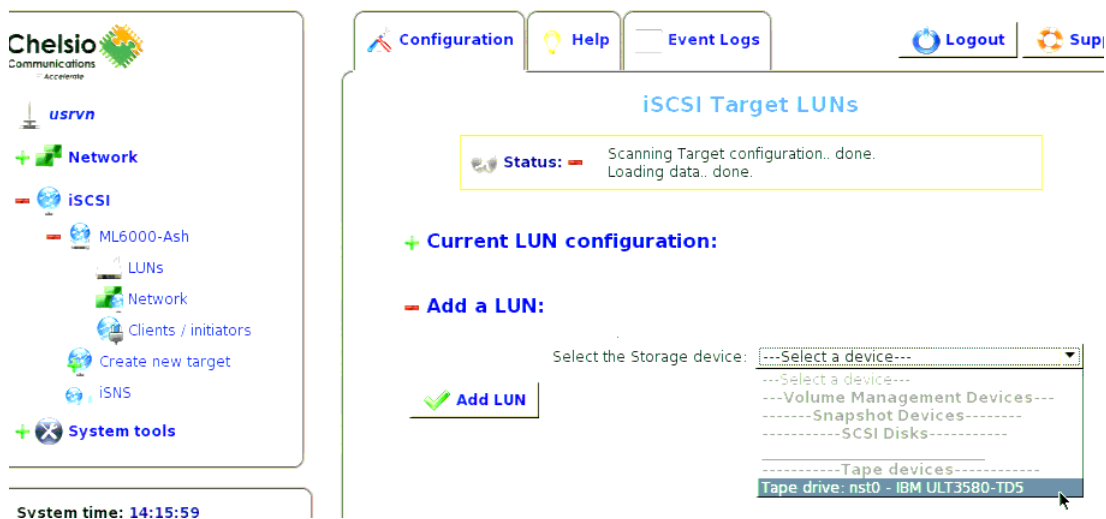 Chelsio
Communications
Accelerate
usrvn
Network
iSCSI
ML6000-Ash
LUNs
Network
Clients / initiators
Create new target
iSNS
System tools
System time: 14:15:59
Configuration
Help
Event Logs
Logout
Supp
iSCSI Target LUNs
Status:
Scanning Target configuration.. done.
Loading data.. done.
Current LUN configuration:
Add a LUN:
Select the Storage device: ---Select a device---
---Select a device---
---Volume Management Devices---
-------Snapshot Devices--------
-----------SCSI Disks-----------
-----------Tape devices------------
Tape drive: nst0 - IBM ULT3580-TD5
Add LUN